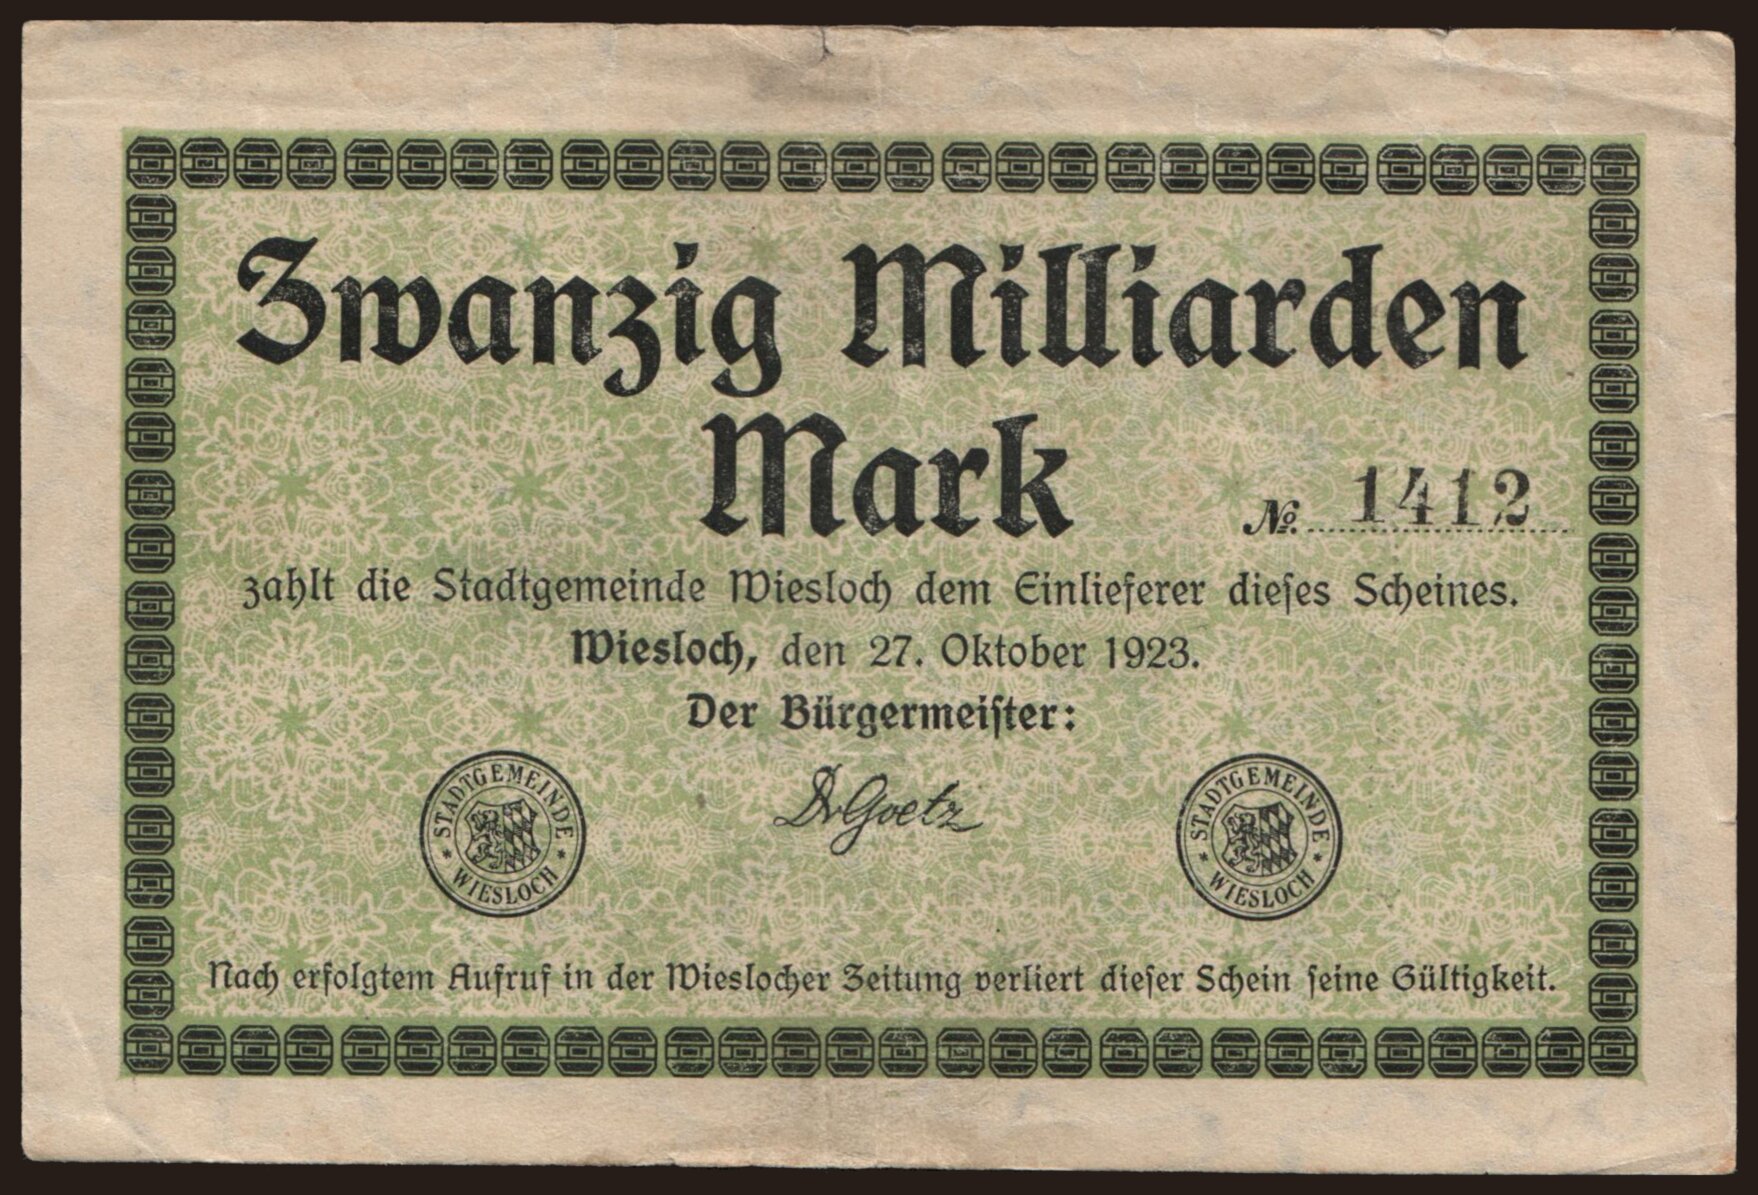 Zwanzig Milliarden
Mark
№ 1412
zahlt die Stadtgemeinde Wiesloch dem Einlieferer dieſes Scheines.
Wiesloch, den 27. Oktober 1923.
Der Bürgermeiſter:
Dr Goetz
STADTGEMEINDE * WIESLOCH *
STADTGEMEINDE * WIESLOCH *
Nach erfolgtem Aufruf in der Wieslocher Zeitung verliert dieſer Schein ſeine Gültigkeit.